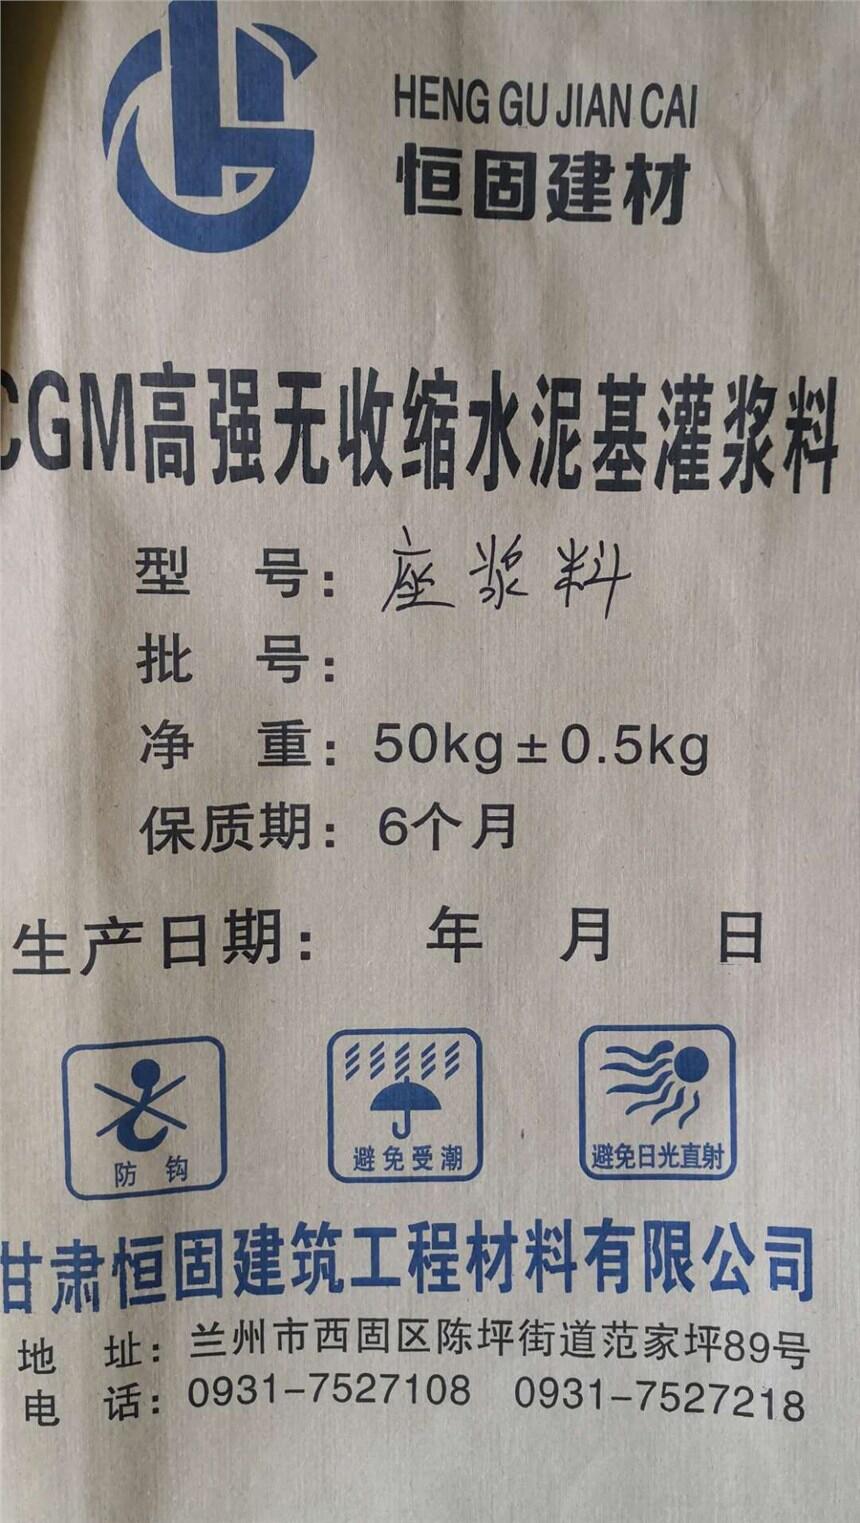 HENG GU JIAN CAI
恒固建材
CGM高强无收缩水泥基灌浆料
型 号：座浆料
批 号：
净 重：50kg±0.5kg
保质期：6个月
生产日期： 年 月 日
防 钩
避免受潮
避免日光直射
甘肃恒固建筑工程材料有限公司
地 址：兰州市西固区陈坪街道范家坪89号
电 话：0931-7527108 0931-7527218